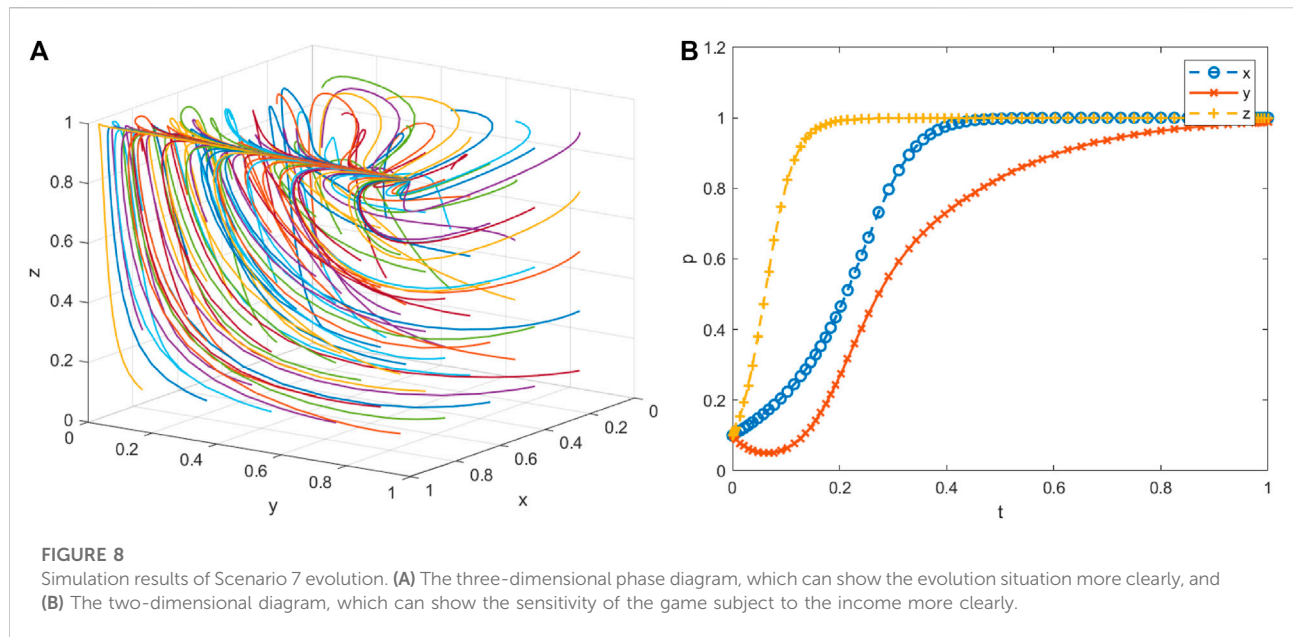 A
1
0.8
0.6
z
0.4
0.2
0
0
0.2
0.4
0.6
0.8
1
y
1
0.8
0.6
0.4
0.2
0
x
B
1.2
1
0.8
0.6
p
0.4
0.2
0
0
0.2
0.4
0.6
0.8
1
t
x
y
z
FIGURE 8
Simulation results of Scenario 7 evolution. (A) The three-dimensional phase diagram, which can show the evolution situation more clearly, and
(B) The two-dimensional diagram, which can show the sensitivity of the game subject to the income more clearly.